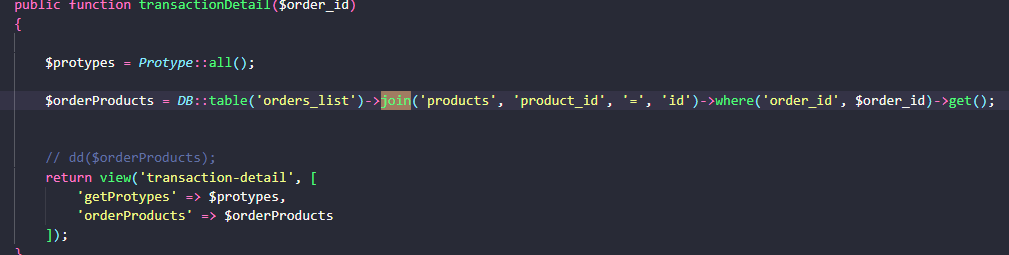 public function transactionDetail($order_id)
{
$protypes = Protype::all();
$orderProducts = DB::table('orders_list')->join('products', 'product_id', '=', 'id')->where('order_id', $order_id)->get();
// dd($orderProducts);
return view('transaction-detail', [
'getProtypes' => $protypes,
'orderProducts' => $orderProducts
]);
}